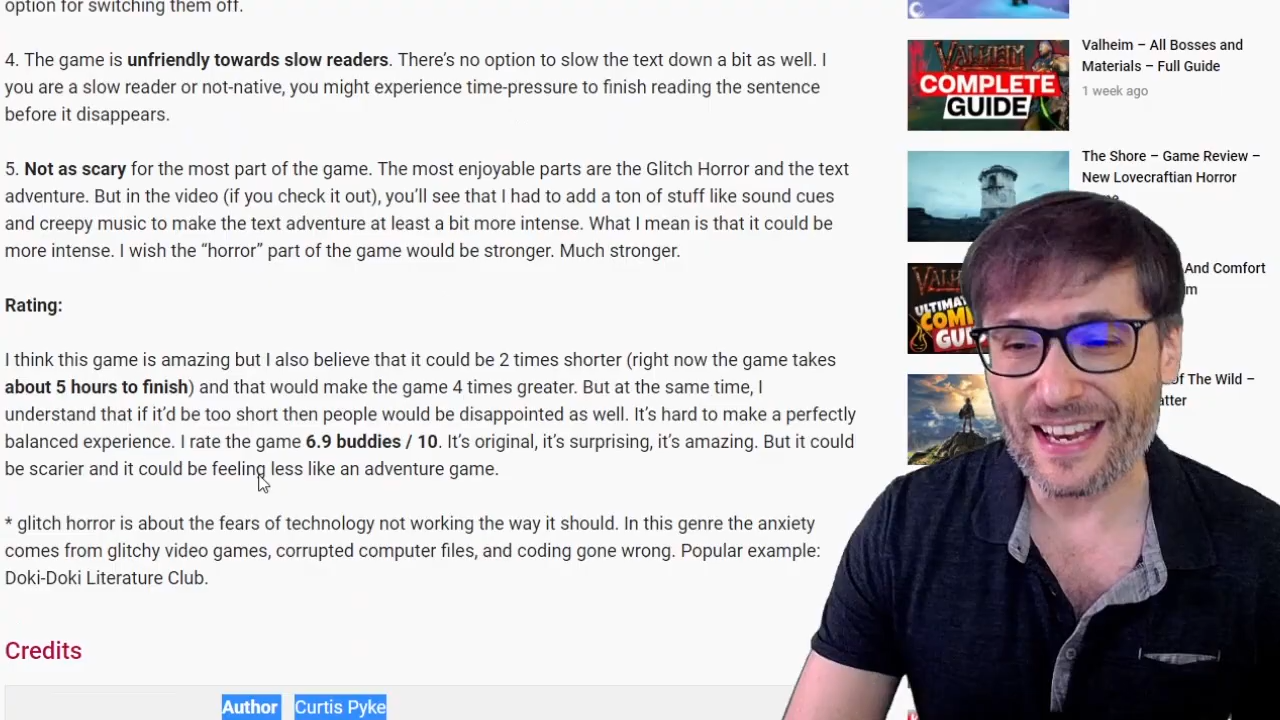 option for switching them off.
4. The game is unfriendly towards slow readers. There's no option to slow the text down a bit as well. I
you are a slow reader or not-native, you might experience time-pressure to finish reading the sentence
before it disappears.
5. Not as scary for the most part of the game. The most enjoyable parts are the Glitch Horror and the text
adventure. But in the video (if you check it out), you'll see that I had to add a ton of stuff like sound cues
and creepy music to make the text adventure at least a bit more intense. What I mean is that it could be
more intense. I wish the “horror” part of the game would be stronger. Much stronger.
Rating:
I think this game is amazing but I also believe that it could be 2 times shorter (right now the game takes
about 5 hours to finish) and that would make the game 4 times greater. But at the same time, I
understand that if it'd be too short then people would be disappointed as well. It's hard to make a perfectly
balanced experience. I rate the game 6.9 buddies / 10. It's original, it's surprising, it's amazing. But it could
be scarier and it could be feeling less like an adventure game.
* glitch horror is about the fears of technology not working the way it should. In this genre the anxiety
comes from glitchy video games, corrupted computer files, and coding gone wrong. Popular example:
Doki-Doki Literature Club.
Credits
Author Curtis Pyke
VALHEIM
COMPLETE
GUIDE
Valheim – All Bosses and
Materials – Full Guide
1 week ago
The Shore – Game Review –
New Lovecraftian Horror
And Comfort
Of The Wild –